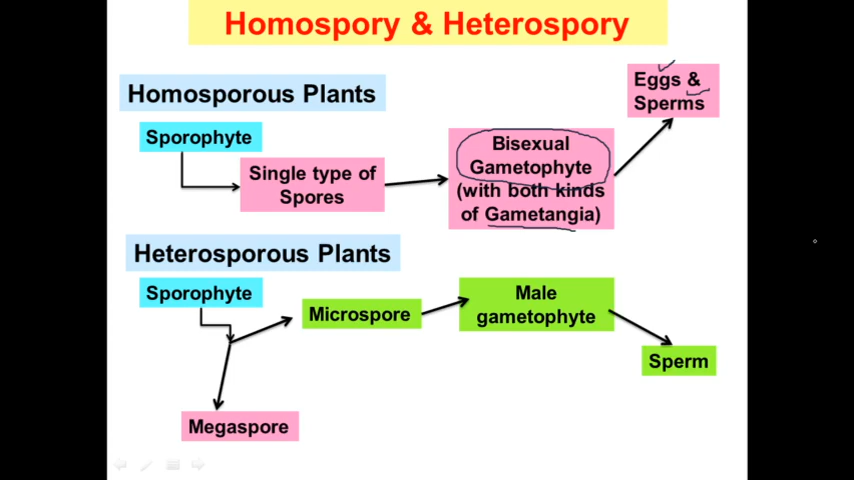 Homospory & Heterospory
Homosporous Plants
Eggs &
Sperms
Sporophyte
Single type of
Spores
Bisexual
Gametophyte
(with both kinds
of Gametangia)
Heterosporous Plants
Sporophyte
Microspore
Male
gametophyte
Sperm
Megaspore